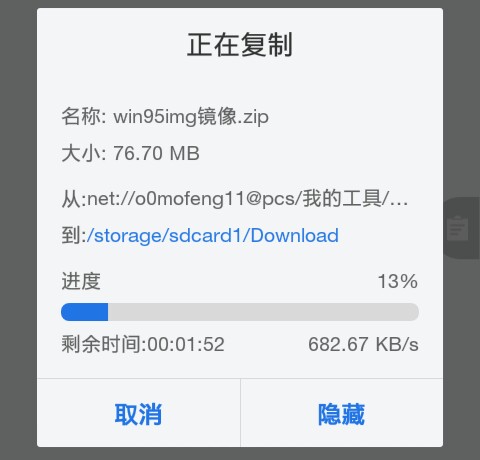 正在复制
名称: win95img镜像.zip
大小: 76.70 MB
从:net://o0mofeng11@pcs/我的工具/...
到:/storage/sdcard1/Download
进度 13%
剩余时间:00:01:52 682.67 KB/s
取消 隐藏